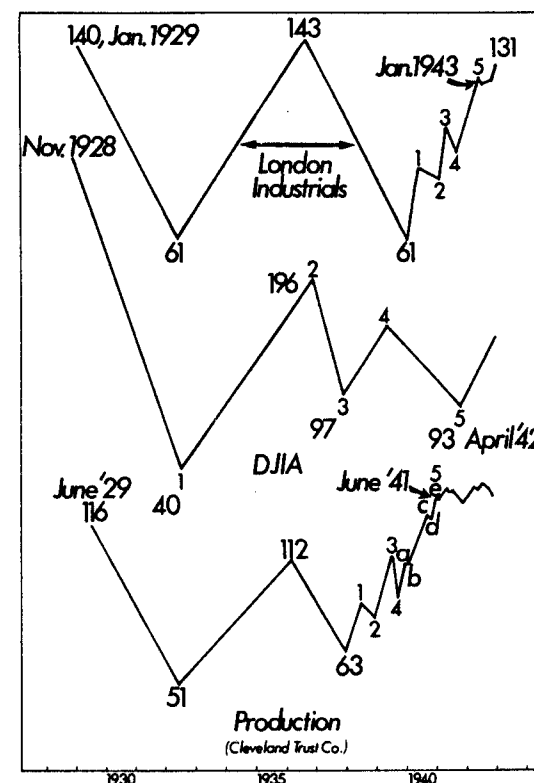 140, Jan. 1929
143
131
Jan. 1943
5
3
1
4
2
Nov. 1928
London
Industrials
61
61
196
2
4
3
5
97
93 April '42
DJIA
1
40
June '29
116
June '41
5
e
c
d
112
3
a
b
1
4
2
63
51
Production
(Cleveland Trust Co.)
1930
1935
1940